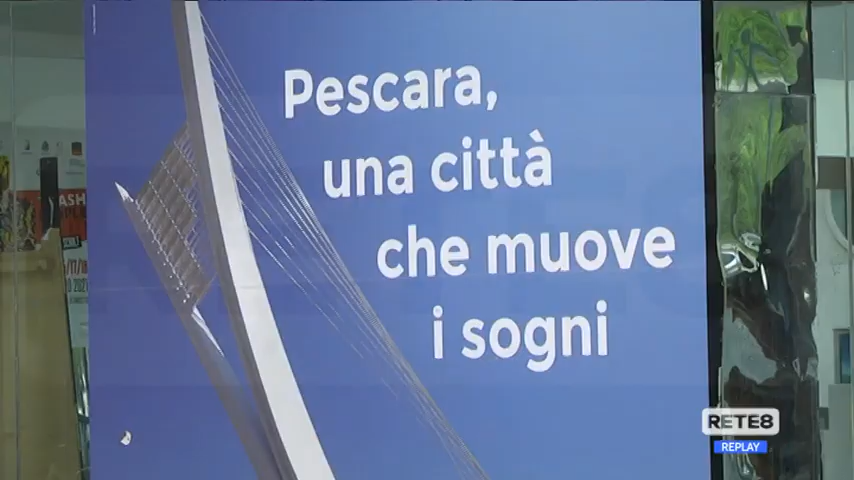 Pescara,
una città
che muove
i sogni
RETE8
REPLAY